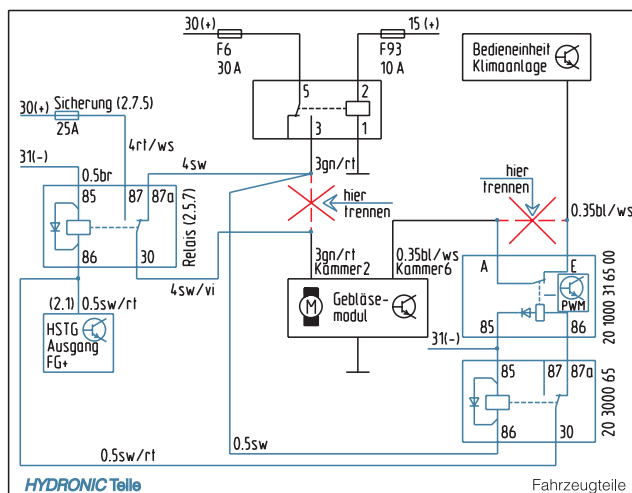 30(+)
15(+)
F6
30A
F93
10A
Bedieneinheit
Klimaanlage
5
2
3
1
30(+)
Sicherung (2.7.5)
25A
4rt/ws
31(-)
0.5br
4sw
3gn/rt
hier
trennen
hier
trennen
0.35bl/ws
85
87
87a
86
30
Relais (2.5.7)
4sw/vi
3gn/rt
Kammer2
0.35bl/ws
Kammer6
A
E
PWM
85
86
20 1000 31 65 00
(2.1)
0.5sw/rt
HSTG
Ausgang
FG+
M
Gebläse-
modul
31(-)
85
87
87a
86
30
20 3000 65
0.5sw
0.5sw/rt
HYDRONIC Teile
Fahrzeugteile